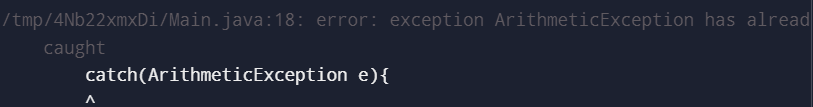 /tmp/4Nb22xmxDi/Main.java:18: error: exception ArithmeticException has alread
caught
catch(ArithmeticException e){
^